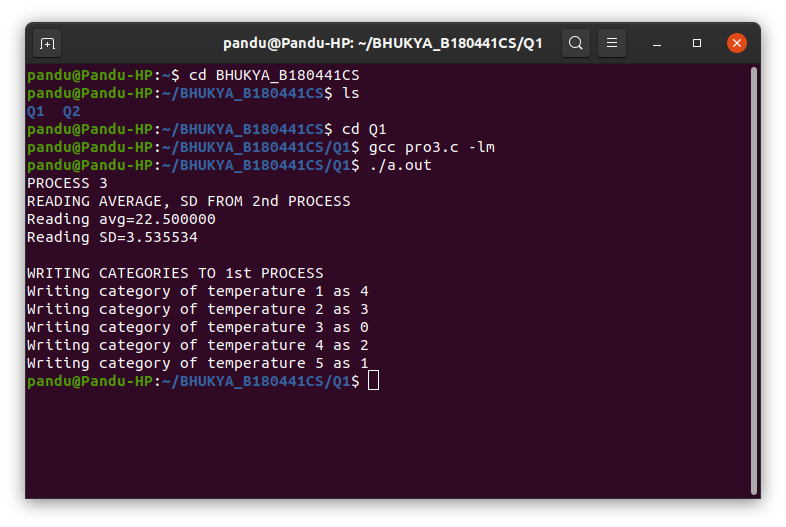 pandu@Pandu-HP: ~/BHUKYA_B180441CS/Q1
pandu@Pandu-HP:~$ cd BHUKYA_B180441CS
pandu@Pandu-HP:~/BHUKYA_B180441CS$ ls
Q1  Q2
pandu@Pandu-HP:~/BHUKYA_B180441CS$ cd Q1
pandu@Pandu-HP:~/BHUKYA_B180441CS/Q1$ gcc pro3.c -lm
pandu@Pandu-HP:~/BHUKYA_B180441CS/Q1$ ./a.out
PROCESS 3
READING AVERAGE, SD FROM 2nd PROCESS
Reading avg=22.500000
Reading SD=3.535534
WRITING CATEGORIES TO 1st PROCESS
Writing category of temperature 1 as 4
Writing category of temperature 2 as 3
Writing category of temperature 3 as 0
Writing category of temperature 4 as 2
Writing category of temperature 5 as 1
pandu@Pandu-HP:~/BHUKYA_B180441CS/Q1$